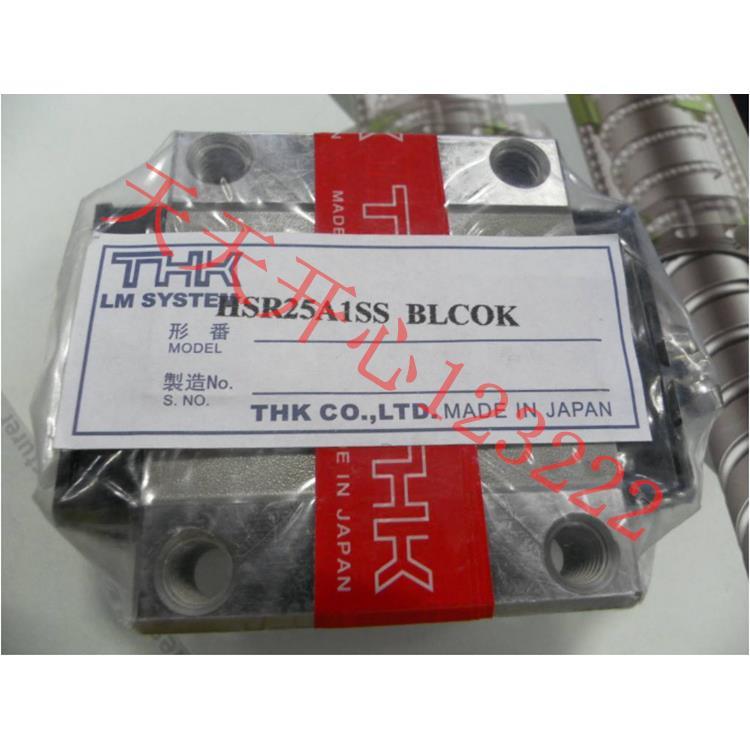 THK
MADE
THK
LM SYSTEM
HSR25A1SS BLCOK
形番
MODEL
製造No.
S. NO.
THK CO.,LTD. MADE IN JAPAN
THK
E IN JAPAN
天天开心123222